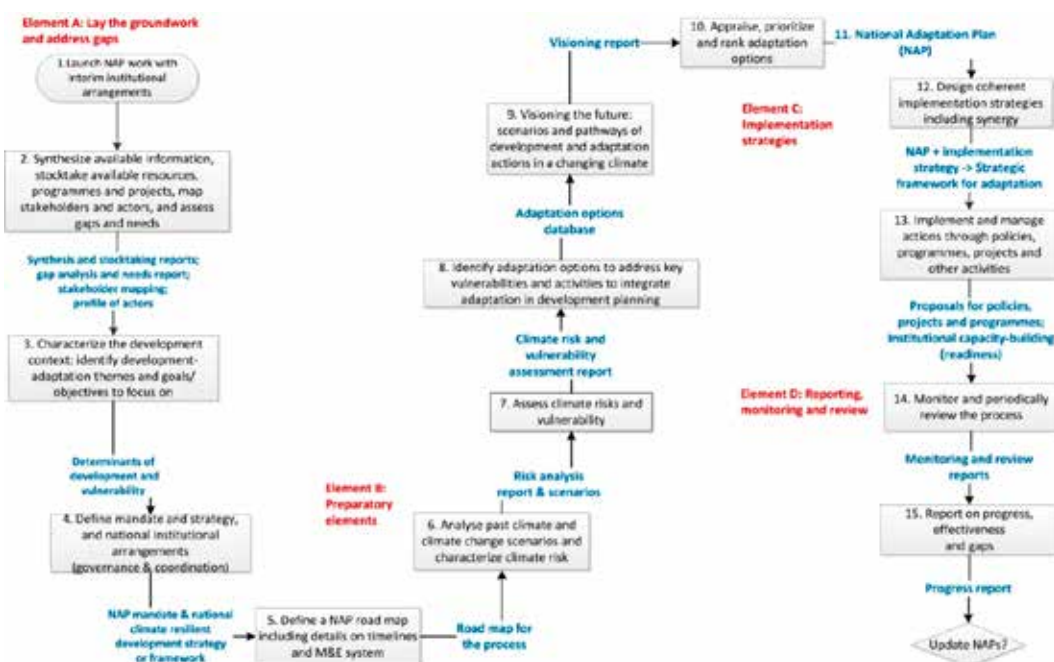 Element A: Lay the groundwork
and address gaps
1.Launch NAP work with
interim institutional
arrangements
2. Synthesize available information,
stocktake available resources,
programmes and projects, map
stakeholders and actors, and assess
gaps and needs
Synthesis and stocktaking reports;
gap analysis and needs report;
stakeholder mapping;
profile of actors
3. Characterize the development
context: identify development-
adaptation themes and goals/
objectives to focus on
Determinants of
development and
vulnerability
4. Define mandate and strategy,
and national institutional
arrangements
(governance & coordination)
NAP mandate & national
climate resilient
development strategy
or framework
5. Define a NAP road map
including details on timelines
and M&E system
Road map for
the process
Element B:
Preparatory
elements
6. Analyse past climate and
climate change scenarios and
characterize climate risk
Risk analysis
report & scenarios
7. Assess climate risks and
vulnerability
Climate risk and
vulnerability
assessment report
8. Identify adaptation options to address key
vulnerabilities and activities to integrate
adaptation in development planning
Adaptation options
database
9. Visioning the future:
scenarios and pathways of
development and adaptation
actions in a changing climate
Visioning report
10. Appraise, prioritize
and rank adaptation
options
11. National Adaptation Plan
(NAP)
Element C:
Implementation
strategies
12. Design coherent
implementation strategies
including synergy
NAP + implementation
strategy -> Strategic
framework for adaptation
13. Implement and manage
actions through policies,
programmes, projects and
other activities
Proposals for policies,
projects and programmes;
Institutional capacity-building
(readiness)
Element D: Reporting,
monitoring and review
14. Monitor and periodically
review the process
Monitoring and review
reports
15. Report on progress,
effectiveness
and gaps
Progress report
Update NAPs?